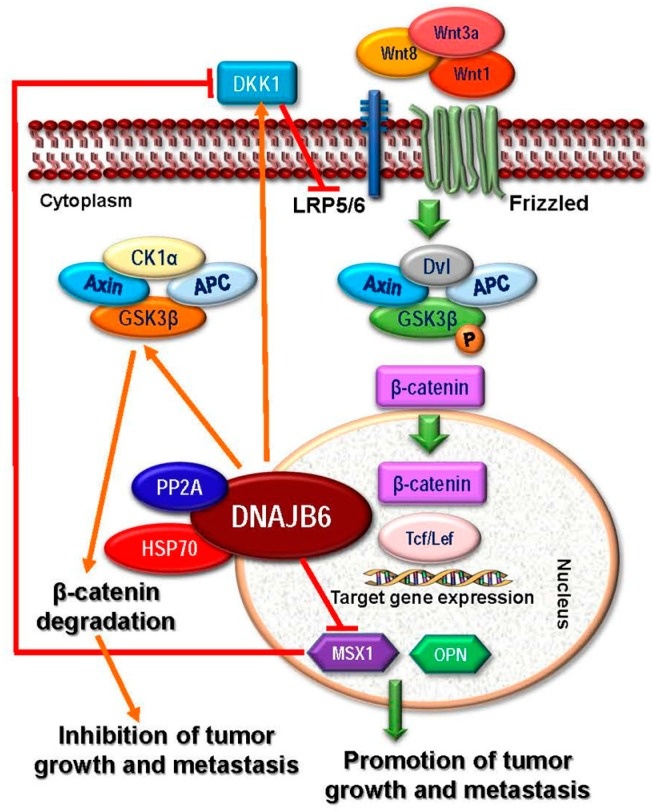 Wnt3a
Wnt8
Wnt1
DKK1
Cytoplasm
LRP5/6
Frizzled
CK1α
Axin
APC
GSK3β
Dvl
Axin
APC
GSK3β
P
β-catenin
β-catenin
PP2A
DNAJB6
HSP70
Tcf/Lef
Target gene expression
Nucleus
β-catenin
degradation
MSX1
OPN
Inhibition of tumor
growth and metastasis
Promotion of tumor
growth and metastasis